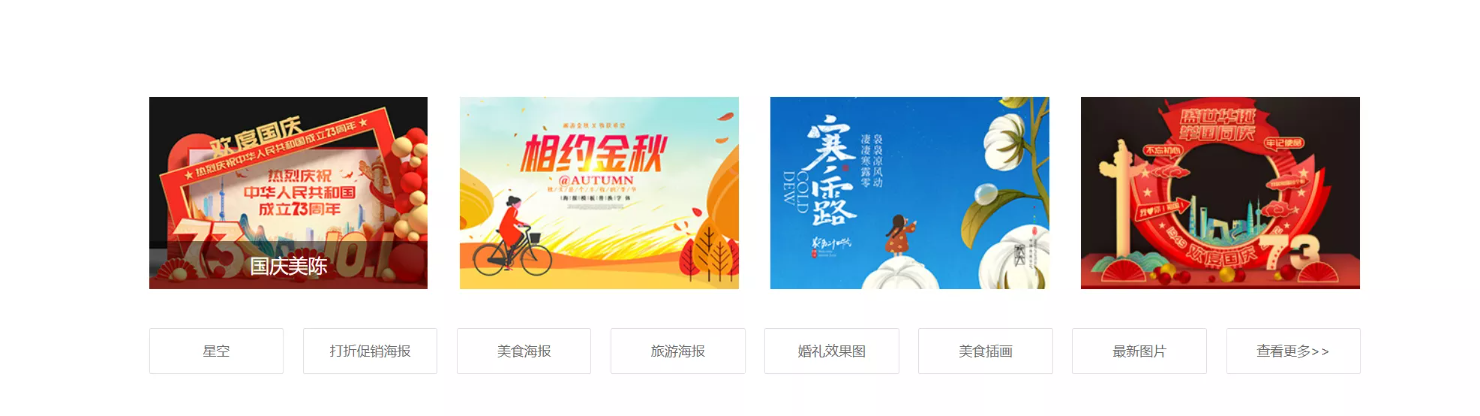 欢度国庆
热烈庆祝中华人民共和国成立73周年
热烈庆祝
中华人民共和国
成立73周年
73
10.1
国庆美陈
相约金秋
@AUTUMN
寒露
COLD DEW
袅袅凉风动
凄凄寒露零
盛世华诞
举国同庆
不忘初心
牢记使命
欢度国庆
73
星空
打折促销海报
美食海报
旅游海报
婚礼效果图
美食插画
最新图片
查看更多>>